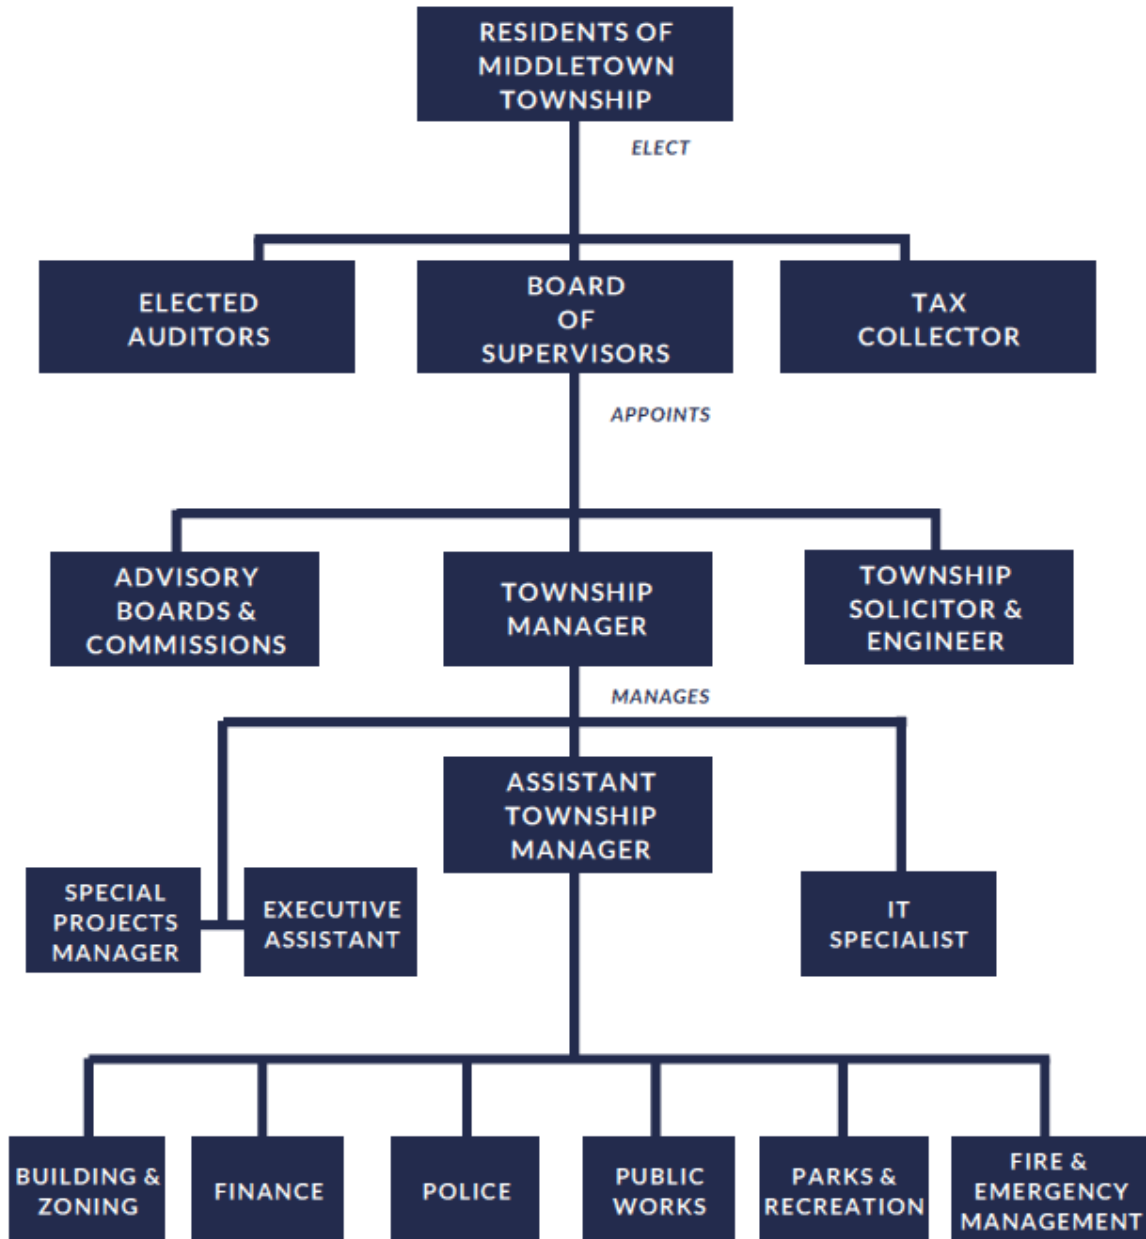 RESIDENTS OF
MIDDLETOWN
TOWNSHIP
ELECT
ELECTED
AUDITORS
BOARD
OF
SUPERVISORS
TAX
COLLECTOR
APPOINTS
ADVISORY
BOARDS &
COMMISSIONS
TOWNSHIP
MANAGER
TOWNSHIP
SOLICITOR &
ENGINEER
MANAGES
ASSISTANT
TOWNSHIP
MANAGER
SPECIAL
PROJECTS
MANAGER
EXECUTIVE
ASSISTANT
IT
SPECIALIST
BUILDING &
ZONING
FINANCE
POLICE
PUBLIC
WORKS
PARKS &
RECREATION
FIRE &
EMERGENCY
MANAGEMENT